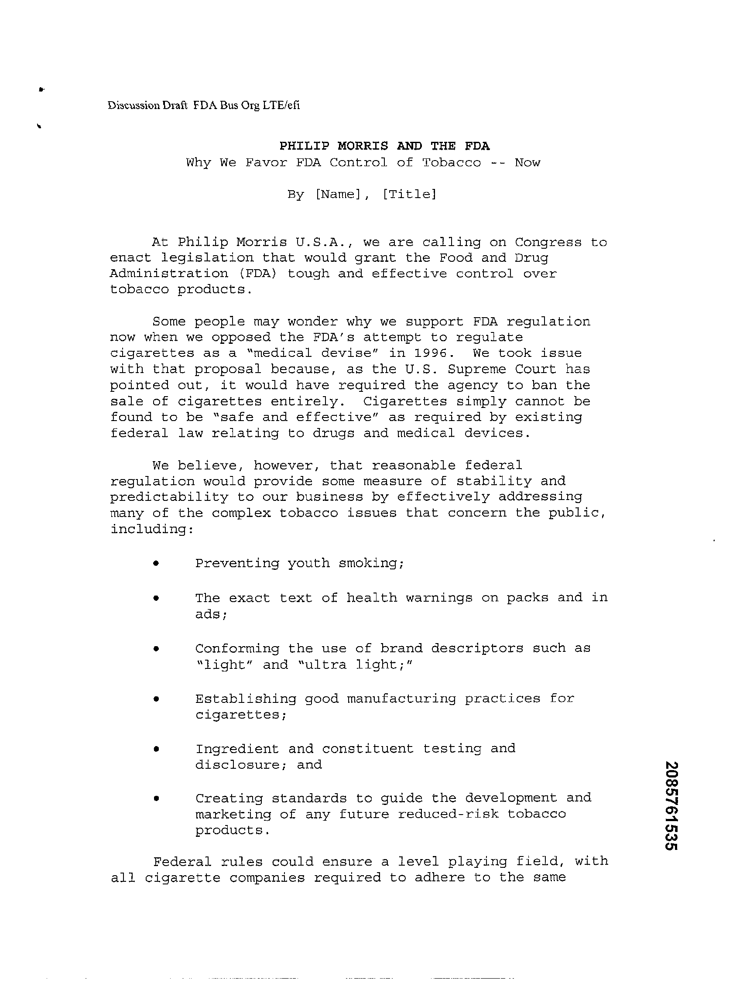 Discussion Draft FDA Bus Org LTE/efi
PHILIP MORRIS AND THE FDA
Why We Favor FDA Control of Tobacco -- Now
By [Name], [Title]
At Philip Morris U.S.A., we are calling on Congress to
enact legislation that would grant the Food and Drug
Administration (FDA) tough and effective control over
tobacco products.
Some people may wonder why we support FDA regulation
now when we opposed the FDA's attempt to regulate
cigarettes as a "medical devise" in 1996. We took issue
with that proposal because, as the U.S. Supreme Court has
pointed out, it would have required the agency to ban the
sale of cigarettes entirely. Cigarettes simply cannot be
found to be "safe and effective" as required by existing
federal law relating to drugs and medical devices.
We believe, however, that reasonable federal
regulation would provide some measure of stability and
predictability to our business by effectively addressing
many of the complex tobacco issues that concern the public,
including:
• Preventing youth smoking;
• The exact text of health warnings on packs and in
ads;
• Conforming the use of brand descriptors such as
"light" and "ultra light;"
• Establishing good manufacturing practices for
cigarettes;
• Ingredient and constituent testing and
disclosure; and
• Creating standards to guide the development and
marketing of any future reduced-risk tobacco
products.
Federal rules could ensure a level playing field, with
all cigarette companies required to adhere to the same
2085761535